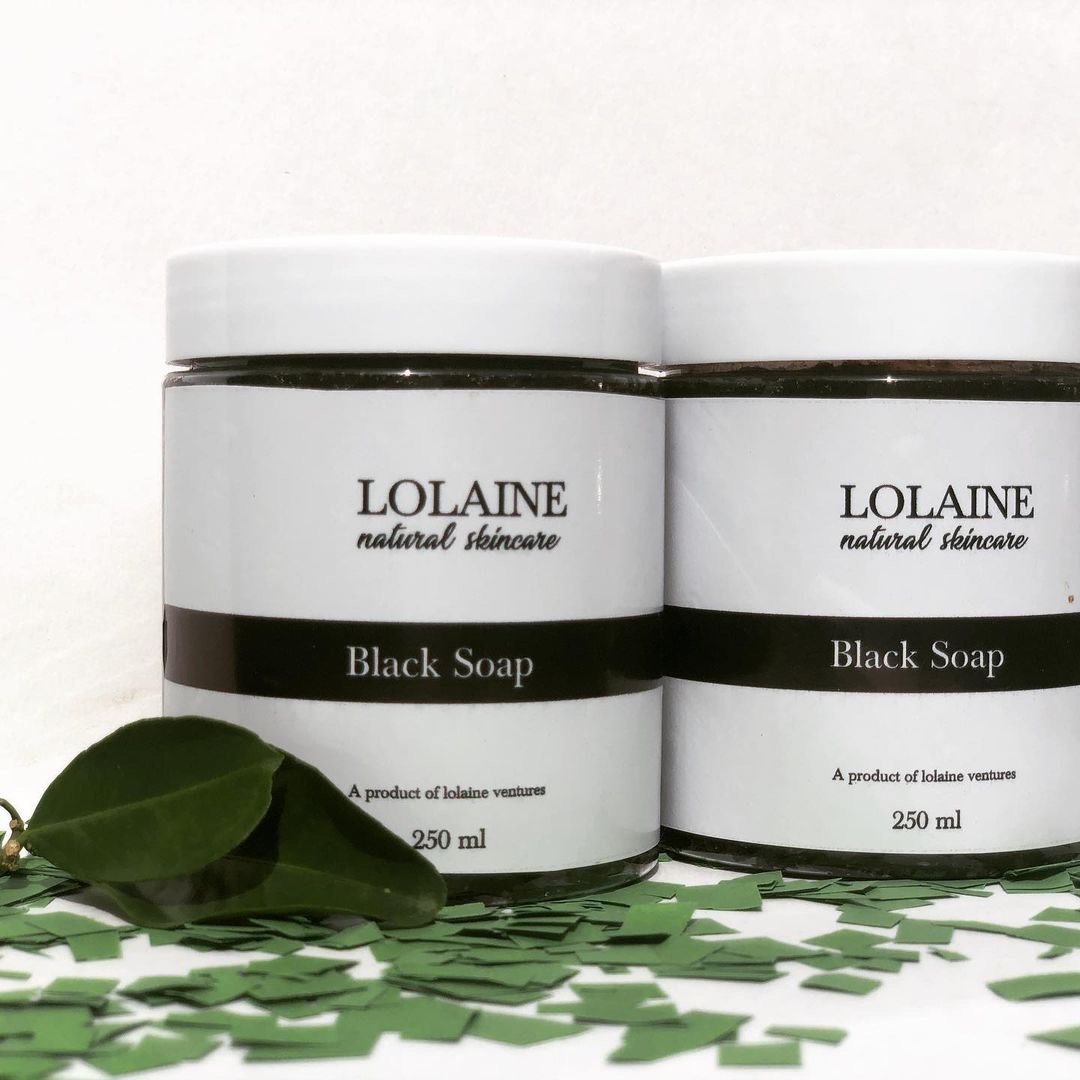 LOLAINE
natural skincare
Black Soap
A product of lolaine ventures
250 ml
LOLAINE
natural skincare
Black Soap
A product of lolaine ventures
250 ml